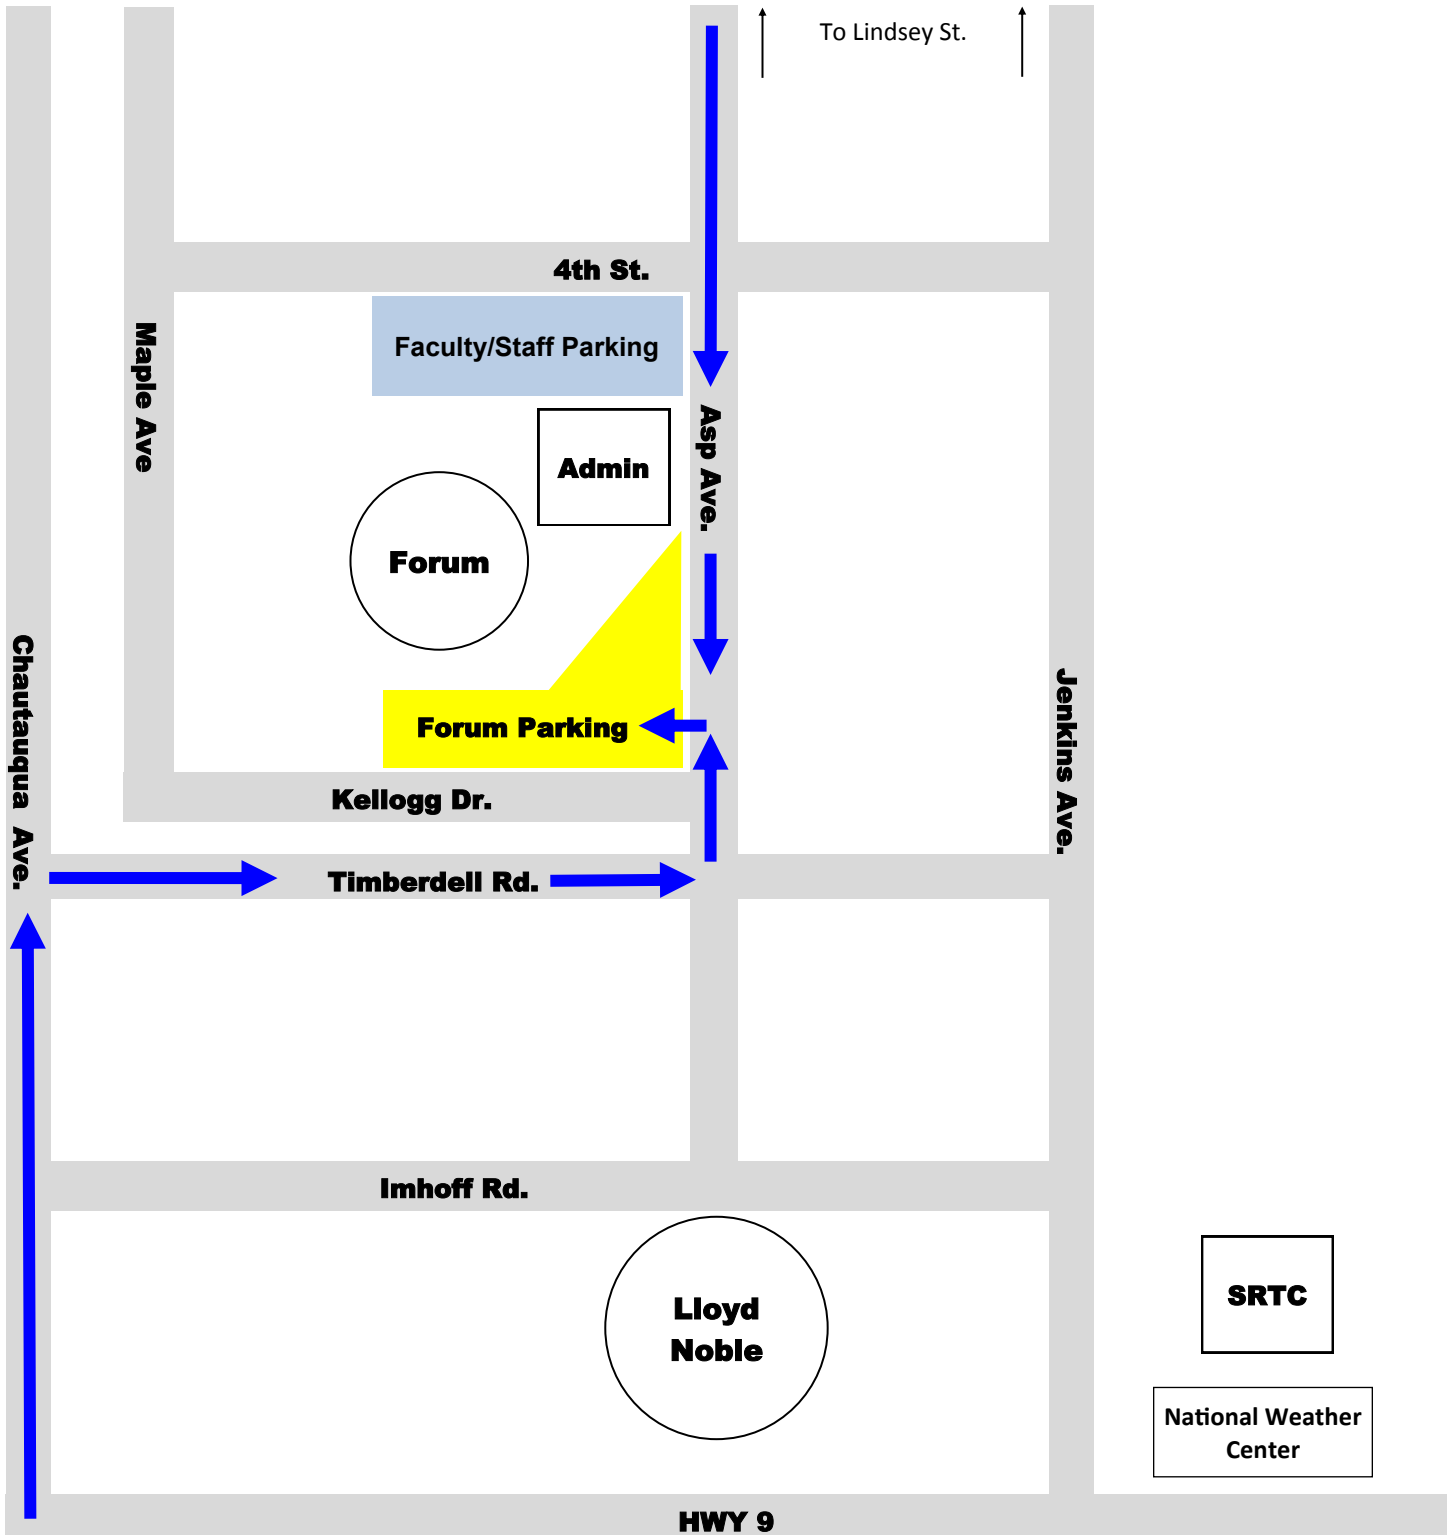 To Lindsey St.
4th St.
Maple Ave
Faculty/Staff Parking
Asp Ave.
Admin
Forum
Chautauqua Ave.
Jenkins Ave.
Forum Parking
Kellogg Dr.
Timberdell Rd.
Imhoff Rd.
Lloyd
Noble
SRTC
National Weather
Center
HWY 9